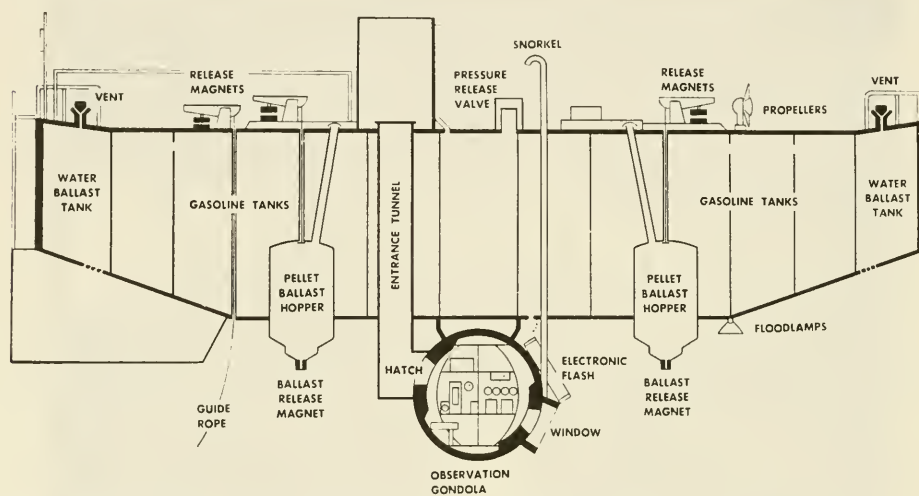 SNORKEL
RELEASE
MAGNETS
PRESSURE
RELEASE
VALVE
RELEASE
MAGNETS
VENT
PROPELLERS
VENT
WATER
BALLAST
TANK
GASOLINE TANKS
ENTRANCE TUNNEL
GASOLINE TANKS
WATER
BALLAST
TANK
PELLET
BALLAST
HOPPER
PELLET
BALLAST
HOPPER
FLOODLAMPS
HATCH
ELECTRONIC
FLASH
BALLAST
RELEASE
MAGNET
BALLAST
RELEASE
MAGNET
GUIDE
ROPE
WINDOW
OBSERVATION
GONDOLA